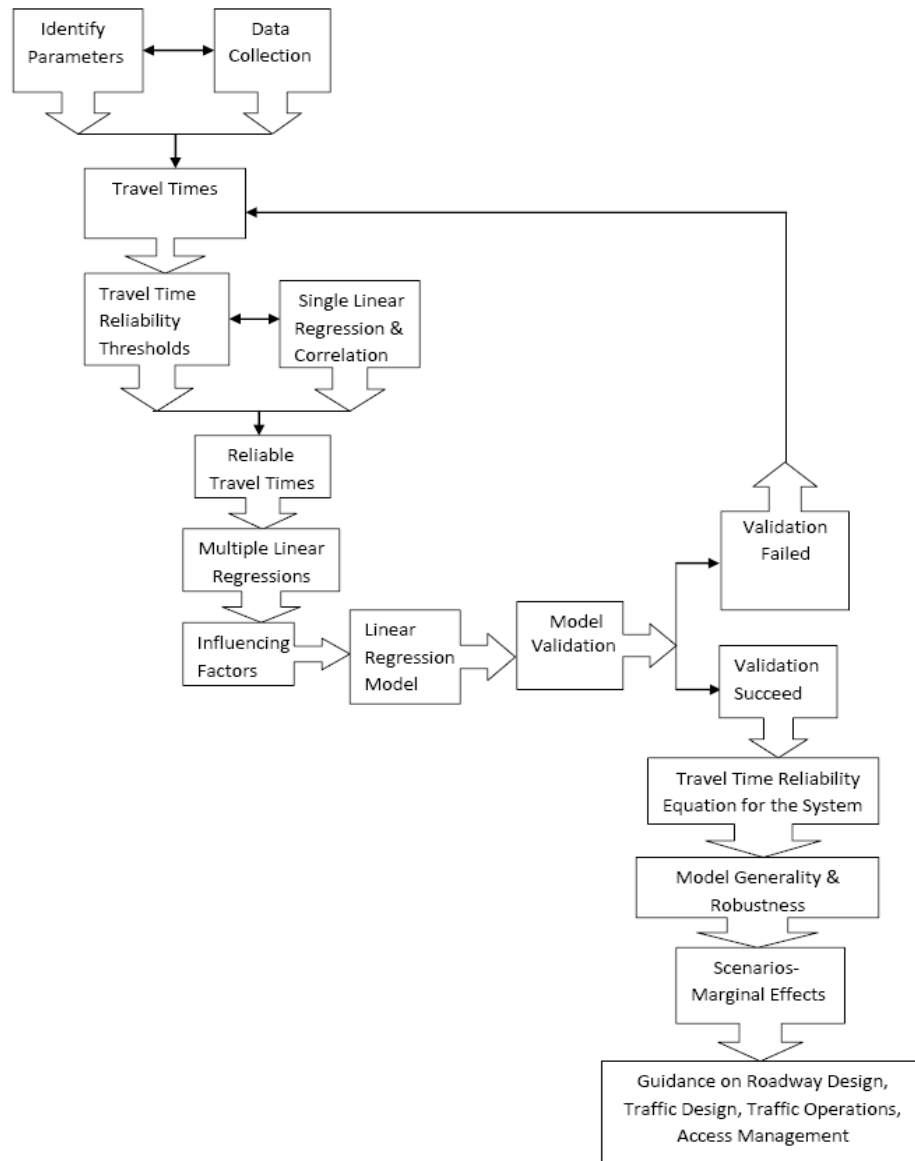 Identify
Parameters
Data
Collection
Travel Times
Travel Time
Reliability
Thresholds
Single Linear
Regression &
Correlation
Reliable
Travel Times
Multiple Linear
Regressions
Influencing
Factors
Linear
Regression
Model
Model
Validation
Validation
Failed
Validation
Succeed
Travel Time Reliability
Equation for the System
Model Generality &
Robustness
Scenarios-
Marginal Effects
Guidance on Roadway Design,
Traffic Design, Traffic Operations,
Access Management